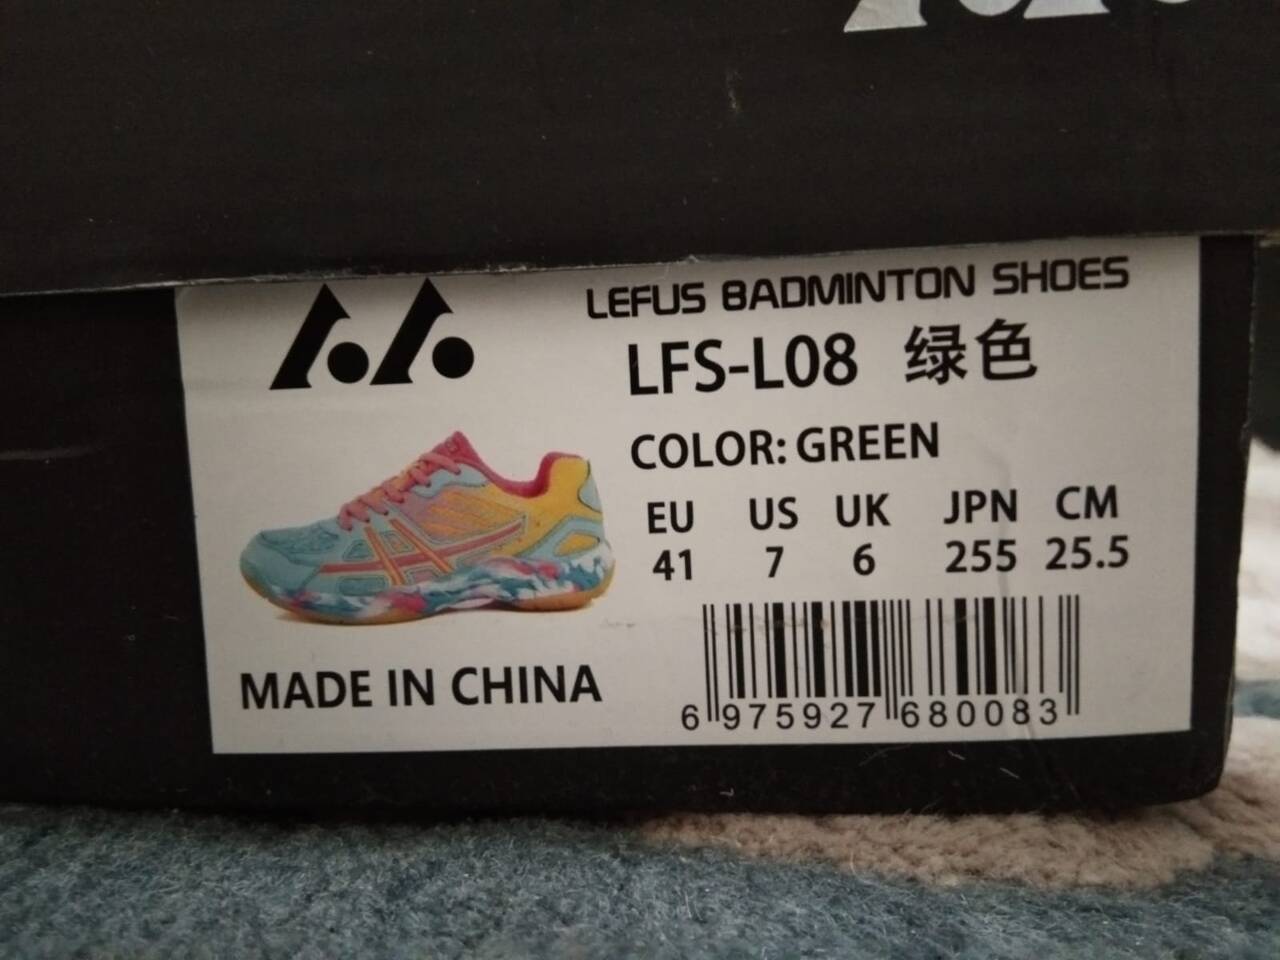 LEFUS BADMINTON SHOES
LFS-L08 绿色
COLOR: GREEN
EU US UK JPN CM
41 7 6 255 25.5
MADE IN CHINA
6 975927 680083